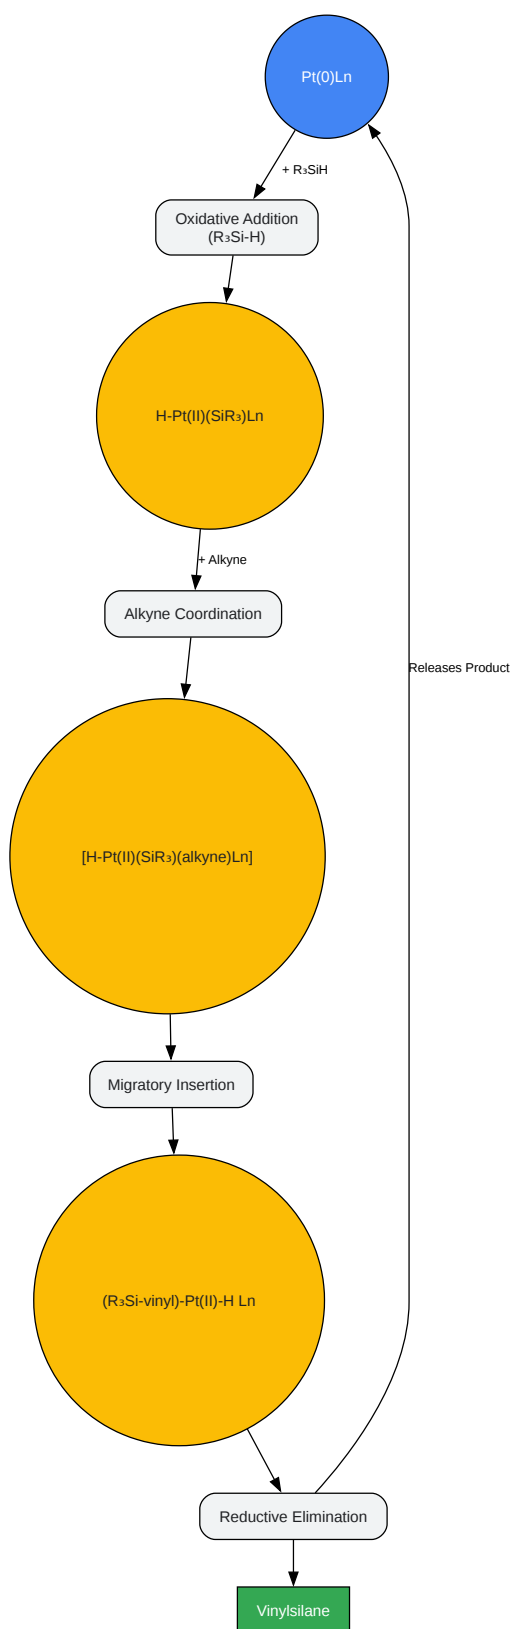 Pt(0)Ln
+ R₃SiH
Oxidative Addition
(R₃Si-H)
H-Pt(II)(SiR₃)Ln
+ Alkyne
Alkyne Coordination
Releases Product
[H-Pt(II)(SiR₃)(alkyne)Ln]
Migratory Insertion
(R₃Si-vinyl)-Pt(II)-H Ln
Reductive Elimination
Vinylsilane